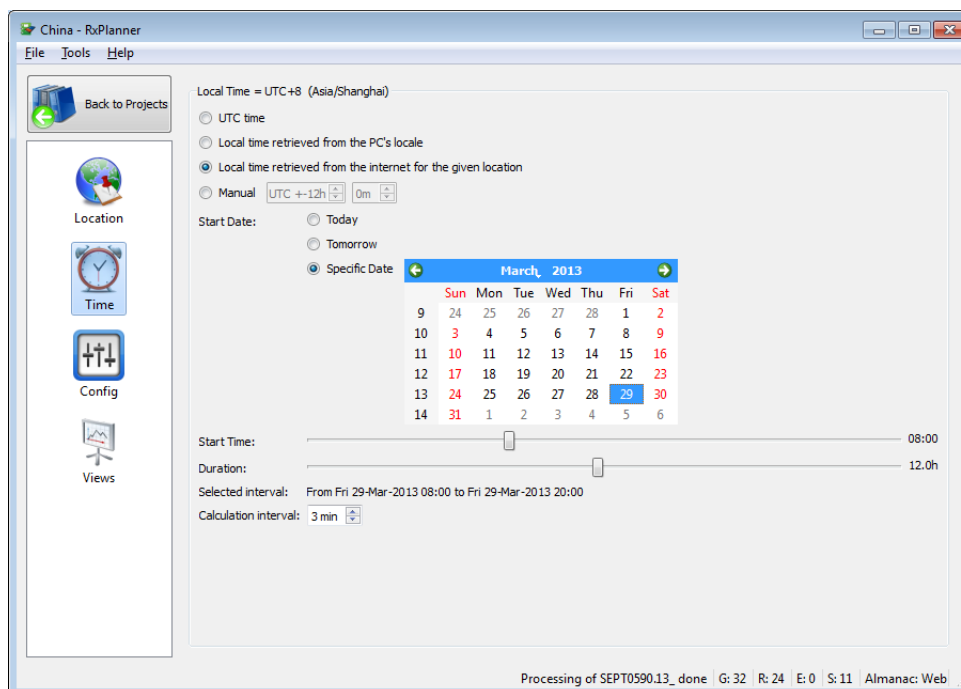 China - RxPlanner
File Tools Help
Back to Projects
Location
Time
Config
Views
Local Time = UTC+8 (Asia/Shanghai)
UTC time
Local time retrieved from the PC's locale
Local time retrieved from the internet for the given location
Manual UTC +-12h 0m
Start Date: Today
Tomorrow
Specific Date
March, 2013
Sun Mon Tue Wed Thu Fri Sat
9 24 25 26 27 28 1 2
10 3 4 5 6 7 8 9
11 10 11 12 13 14 15 16
12 17 18 19 20 21 22 23
13 24 25 26 27 28 29 30
14 31 1 2 3 4 5 6
Start Time: 08:00
Duration: 12.0h
Selected interval: From Fri 29-Mar-2013 08:00 to Fri 29-Mar-2013 20:00
Calculation interval: 3 min
Processing of SEPT0590.13_ done G: 32 R: 24 E: 0 S: 11 Almanac: Web